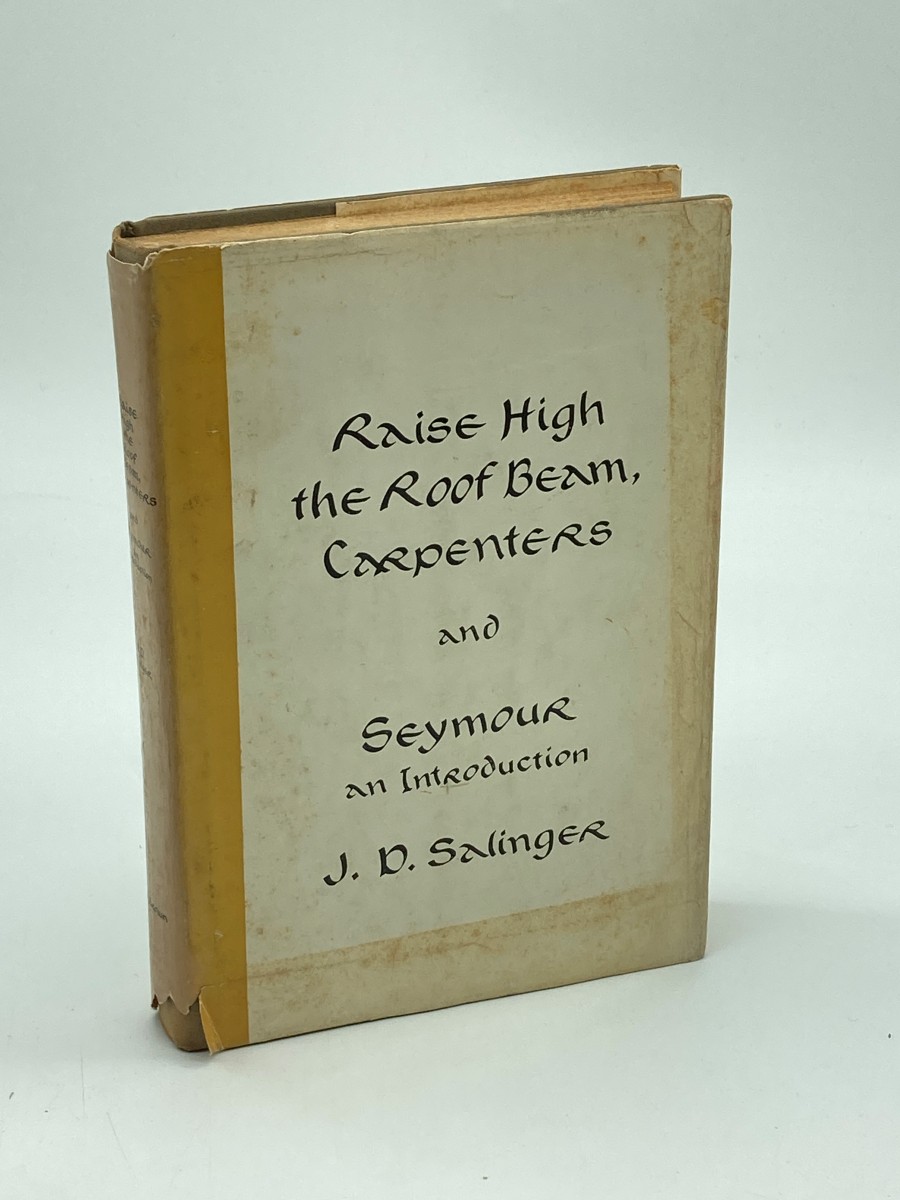 Raise High
the Roof Beam,
Carpenters
and
Seymour
an Introduction
J. D. Salinger